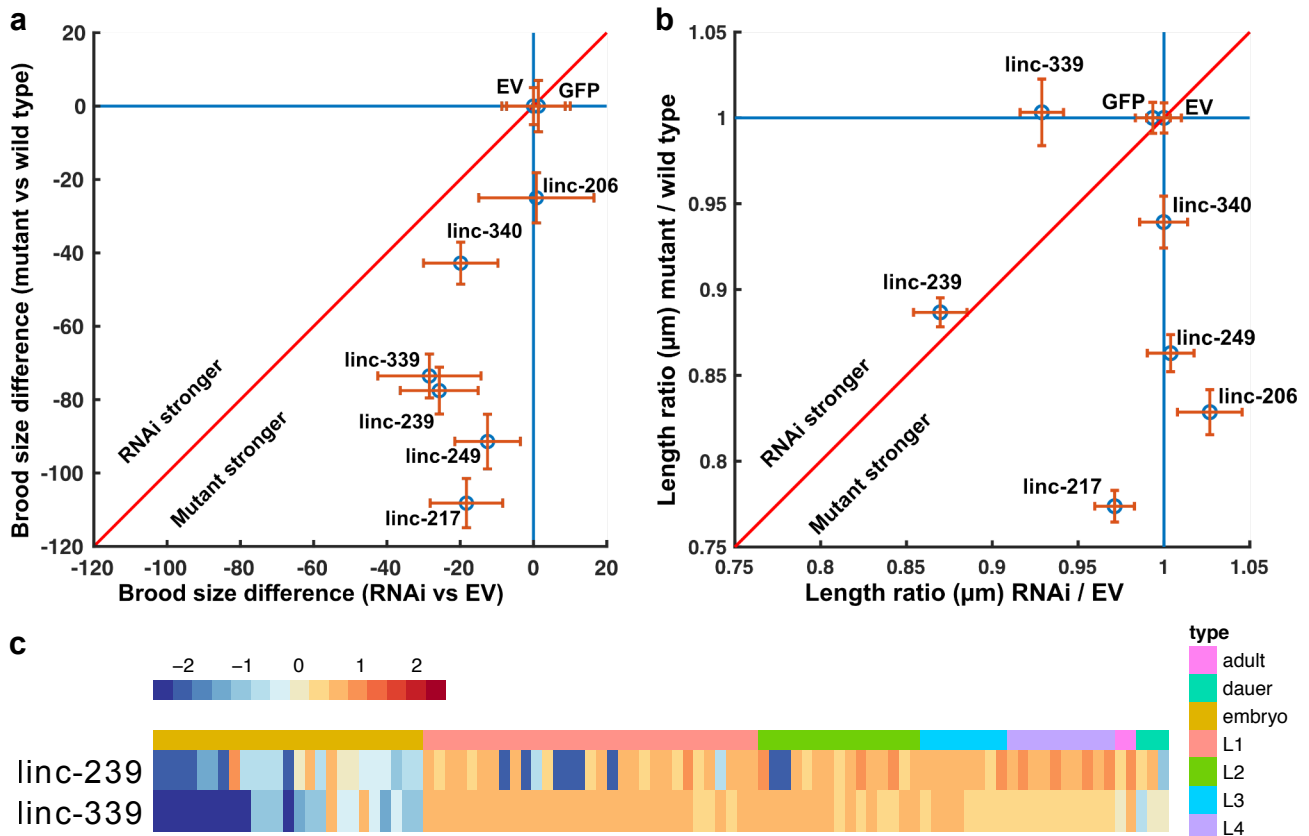 a
20
0
-20
-40
-60
-80
-100
-120
-120
-100
-80
-60
-40
-20
0
20
Brood size difference (mutant vs wild type)
Brood size difference (RNAi vs EV)
EV
GFP
linc-206
linc-340
linc-339
linc-239
linc-249
linc-217
RNAi stronger
Mutant stronger
b
1.05
1
0.95
0.9
0.85
0.8
0.75
0.75
0.8
0.85
0.9
0.95
1
1.05
Length ratio (µm) mutant / wild type
Length ratio (µm) RNAi / EV
linc-339
GFP
EV
linc-340
linc-239
linc-249
linc-206
linc-217
RNAi stronger
Mutant stronger
c
−2
−1
0
1
2
linc-239
linc-339
type
adult
dauer
embryo
L1
L2
L3
L4